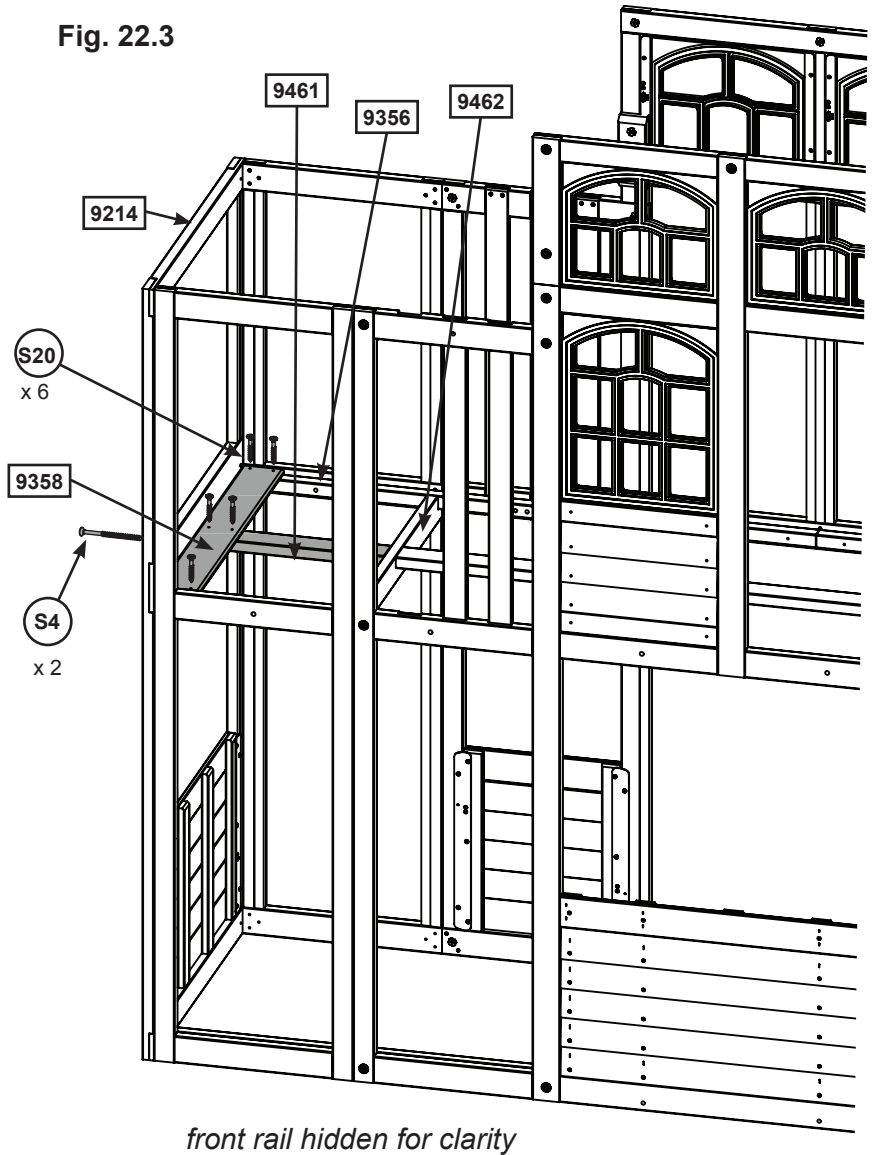 Fig. 22.3
9461
9356
9462
9214
S20
x 6
9358
S4
x 2
front rail hidden for clarity